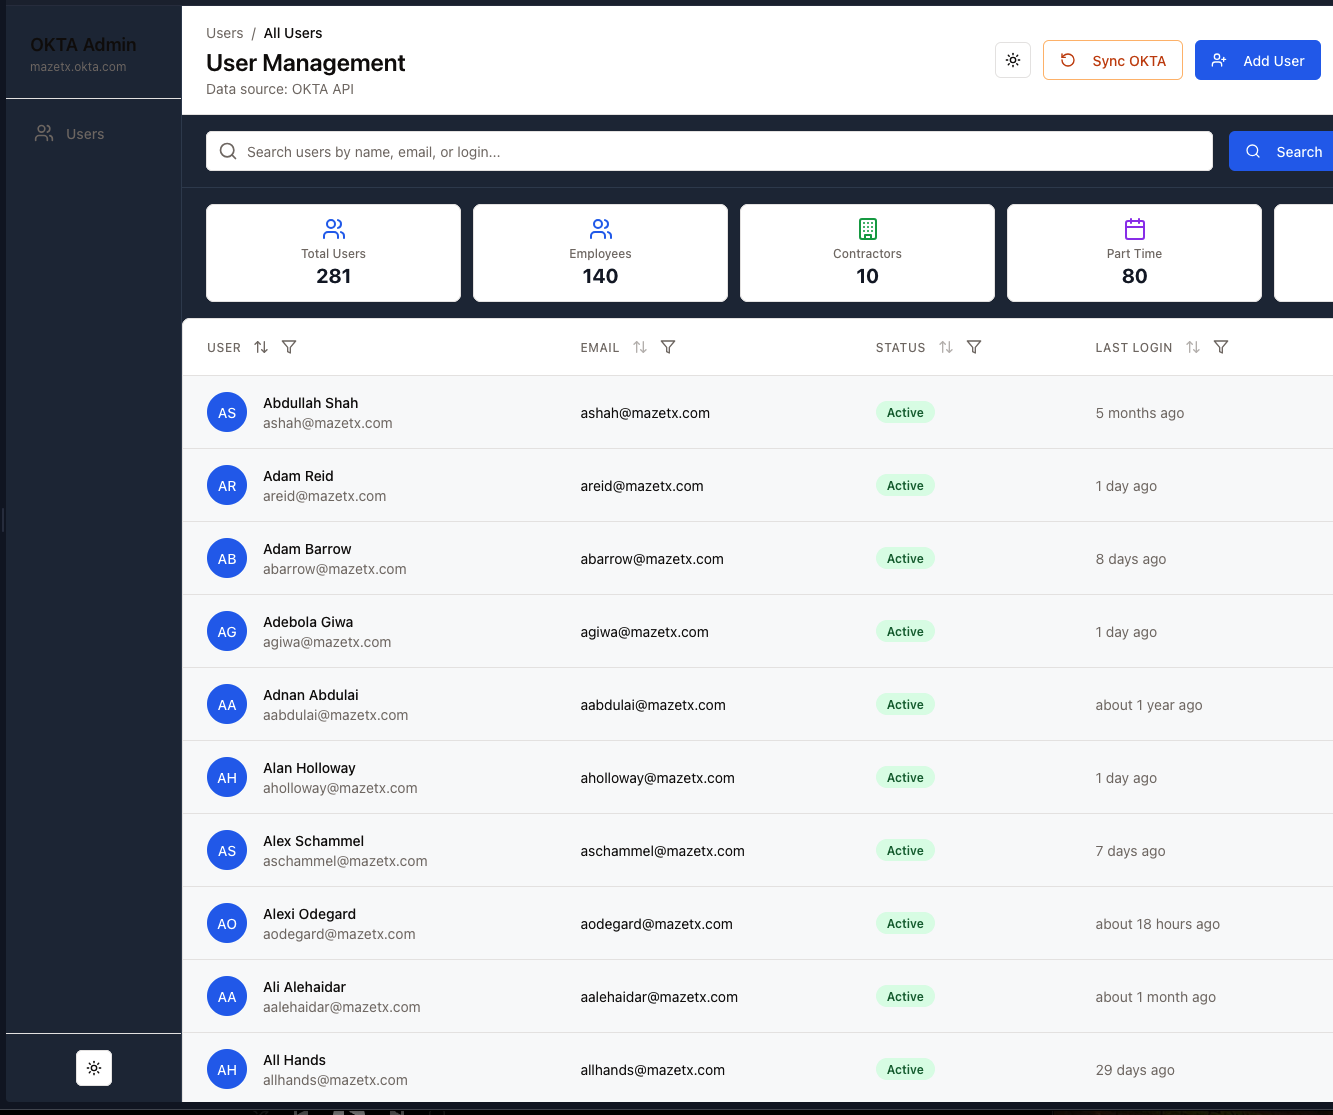 OKTA Admin
mazetx.okta.com
Users
Users / All Users
User Management
Data source: OKTA API
Sync OKTA
Add User
Search users by name, email, or login...
Search
Total Users
281
Employees
140
Contractors
10
Part Time
80
USER EMAIL STATUS LAST LOGIN
AS
Abdullah Shah
ashah@mazetx.com
ashah@mazetx.com
Active
5 months ago
AR
Adam Reid
areid@mazetx.com
areid@mazetx.com
Active
1 day ago
AB
Adam Barrow
abarrow@mazetx.com
abarrow@mazetx.com
Active
8 days ago
AG
Adebola Giwa
agiwa@mazetx.com
agiwa@mazetx.com
Active
1 day ago
AA
Adnan Abdulai
aabdulai@mazetx.com
aabdulai@mazetx.com
Active
about 1 year ago
AH
Alan Holloway
aholloway@mazetx.com
aholloway@mazetx.com
Active
1 day ago
AS
Alex Schammel
aschammel@mazetx.com
aschammel@mazetx.com
Active
7 days ago
AO
Alexi Odegard
aodegard@mazetx.com
aodegard@mazetx.com
Active
about 18 hours ago
AA
Ali Alehaidar
aalehaidar@mazetx.com
aalehaidar@mazetx.com
Active
about 1 month ago
AH
All Hands
allhands@mazetx.com
allhands@mazetx.com
Active
29 days ago